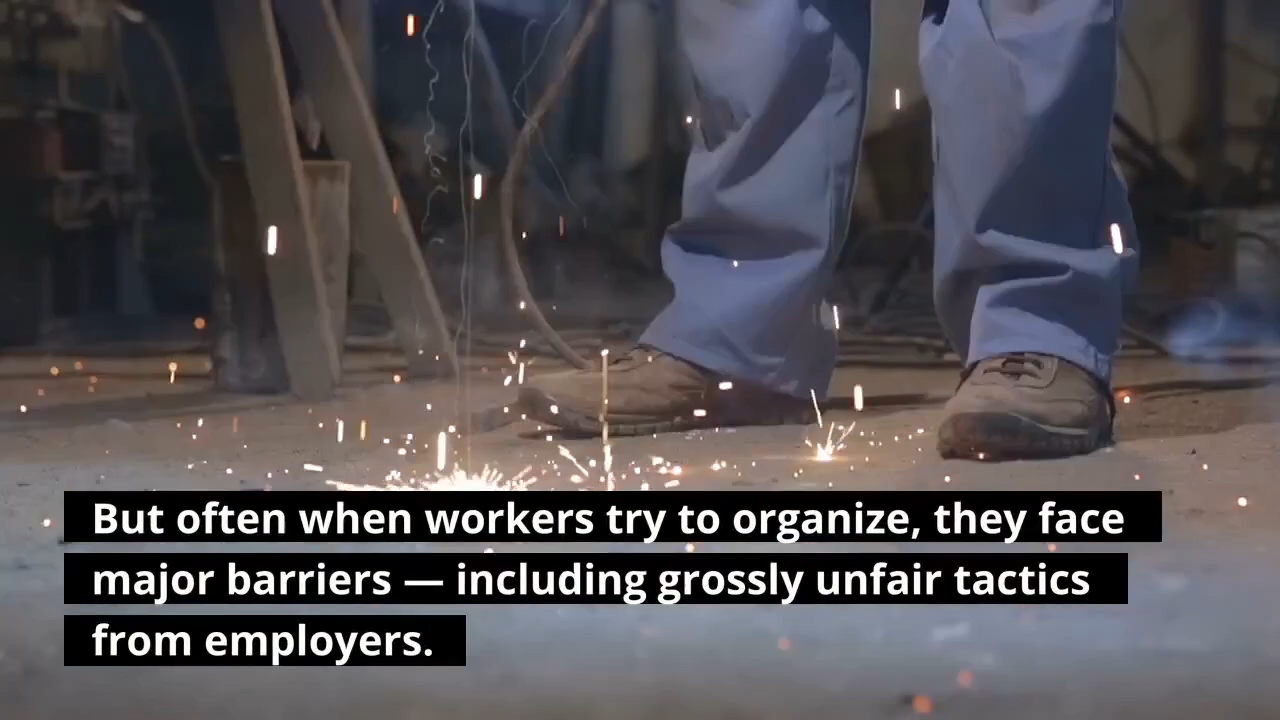 But often when workers try to organize, they face
major barriers — including grossly unfair tactics
from employers.